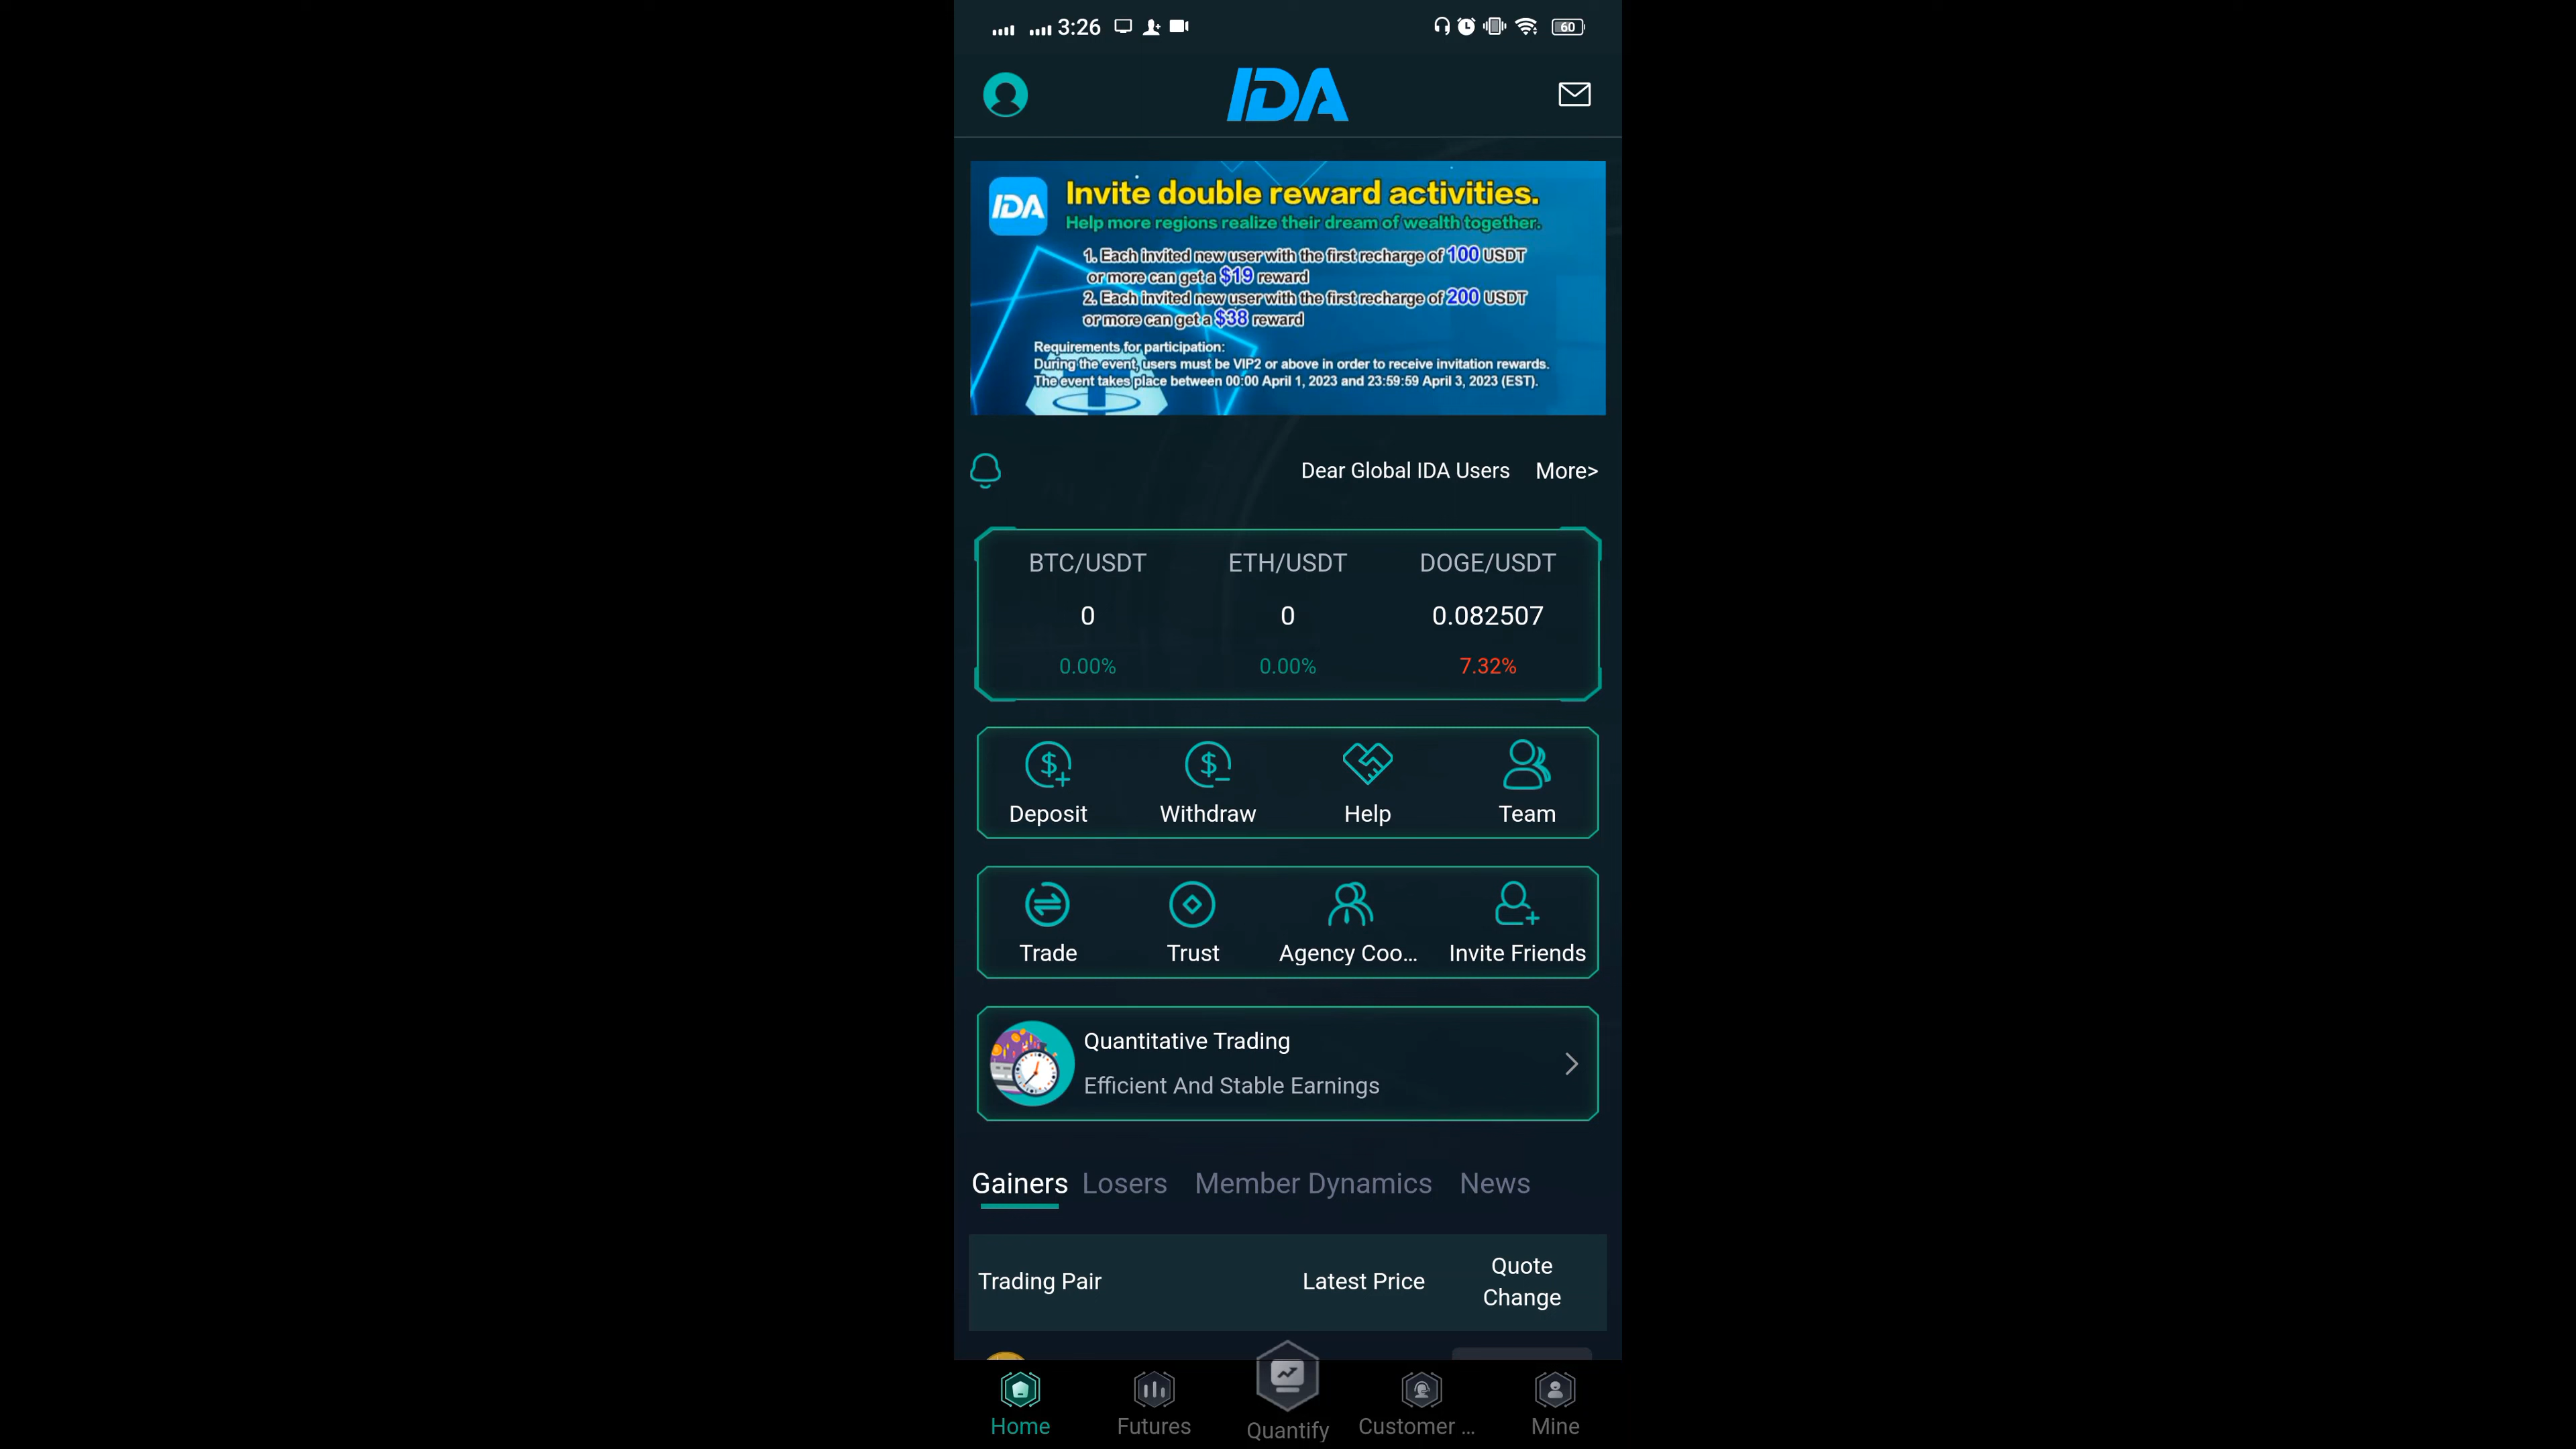 3:26
60
IDA
IDA
Invite double reward activities.
Help more regions realize their dream of wealth together.
1. Each invited new user with the first recharge of 100 USDT
or more can get a $19 reward
2. Each invited new user with the first recharge of 200 USDT
or more can get a $38 reward
Requirements for participation:
During the event, users must be VIP2 or above in order to receive invitation rewards.
The event takes place between 00:00 April 1, 2023 and 23:59:59 April 3, 2023 (EST).
Dear Global IDA Users More>
BTC/USDT ETH/USDT DOGE/USDT
0 0 0.082507
0.00% 0.00% 7.32%
Deposit Withdraw Help Team
Trade Trust Agency Coo... Invite Friends
Quantitative Trading
Efficient And Stable Earnings
Gainers Losers Member Dynamics News
Trading Pair Latest Price Quote
Change
Home Futures Quantify Customer ... Mine